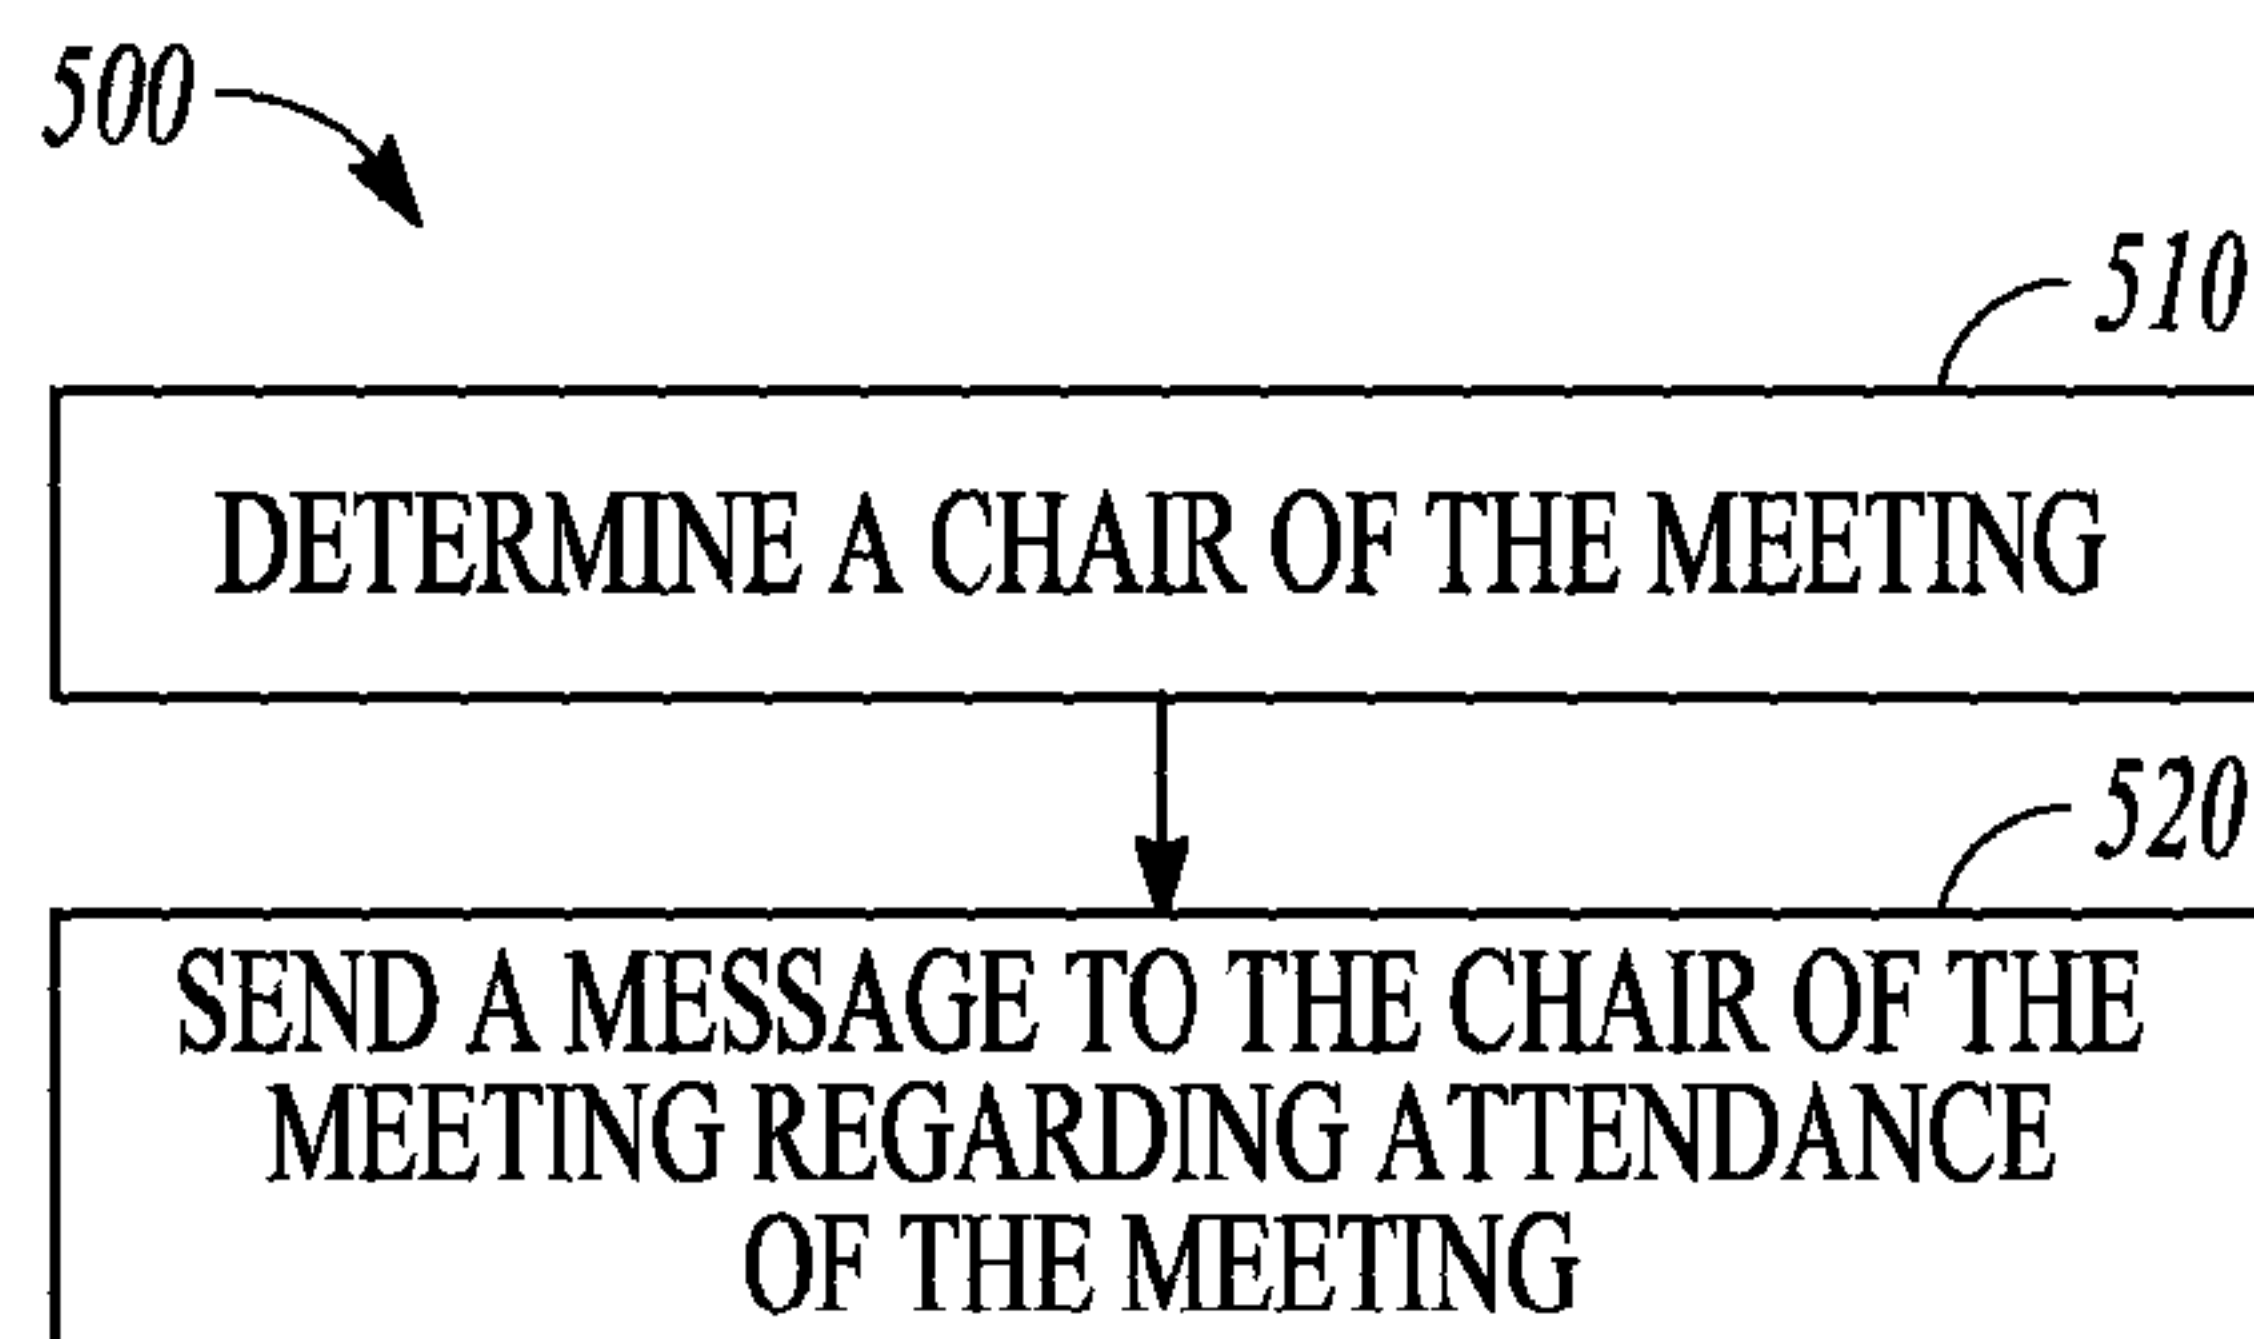 500
510
DETERMINE A CHAIR OF THE MEETING
520
SEND A MESSAGE TO THE CHAIR OF THE
MEETING REGARDING ATTENDANCE
OF THE MEETING